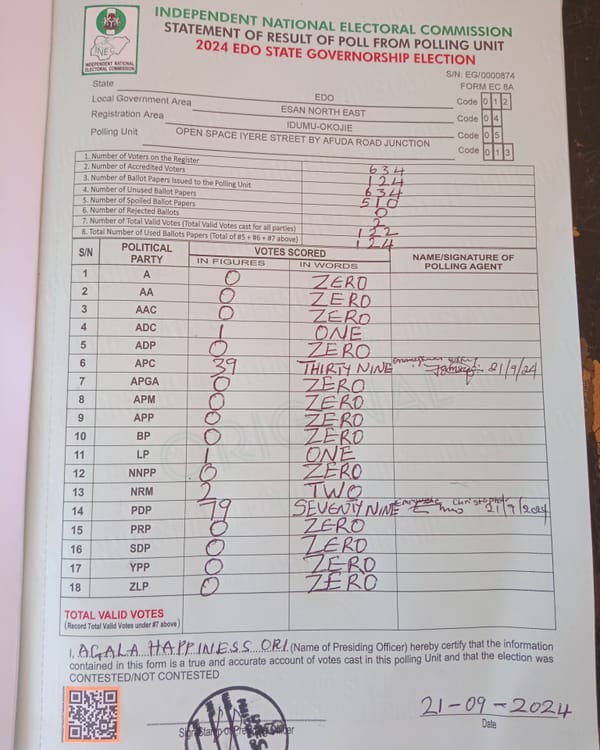 INDEPENDENT NATIONAL ELECTORAL COMMISSION
STATEMENT OF RESULT OF POLL FROM POLLING UNIT
2024 EDO STATE GOVERNORSHIP ELECTION
INEC
INDEPENDENT NATIONAL
ELECTORAL COMMISSION
S/N: EG/0000874
FORM EC 8A
State EDO Code 0 1 2
Local Government Area ESAN NORTH EAST Code 0 4
Registration Area IDUMU-OKOJIE Code 0 5
Polling Unit OPEN SPACE IYERE STREET BY AFUDA ROAD JUNCTION Code 0 1 3
1. Number of Voters on the Register 634
2. Number of Accredited Voters 124
3. Number of Ballot Papers Issued to the Polling Unit 634
4. Number of Unused Ballot Papers 510
5. Number of Spoiled Ballot Papers 0
6. Number of Rejected Ballots 2
7. Number of Total Valid Votes (Total Valid Votes cast for all parties) 122
8. Total Number of Used Ballots Papers (Total of #5 + #6 + #7 above) 124
S/N POLITICAL PARTY VOTES SCORED NAME/SIGNATURE OF POLLING AGENT
IN FIGURES IN WORDS
1 A 0 ZERO
2 AA 0 ZERO
3 AAC 0 ZERO
4 ADC 1 ONE
5 ADP 0 ZERO
6 APC 39 THIRTY NINE 21/9/24
7 APGA 0 ZERO
8 APM 0 ZERO
9 APP 0 ZERO
10 BP 0 ZERO
11 LP 1 ONE
12 NNPP 0 ZERO
13 NRM 2 TWO
14 PDP 79 SEVENTY NINE Christopher 21/9/2024
15 PRP 0 ZERO
16 SDP 0 ZERO
17 YPP 0 ZERO
18 ZLP 0 ZERO
ORIGINAL
TOTAL VALID VOTES
(Record Total Valid Votes under #7 above)
I, AGALA HAPPINESS ORI (Name of Presiding Officer) hereby certify that the information
contained in this form is a true and accurate account of votes cast in this polling Unit and that the election was
CONTESTED/NOT CONTESTED
21-09-2024
Sign/Stamp of Presiding Officer Date